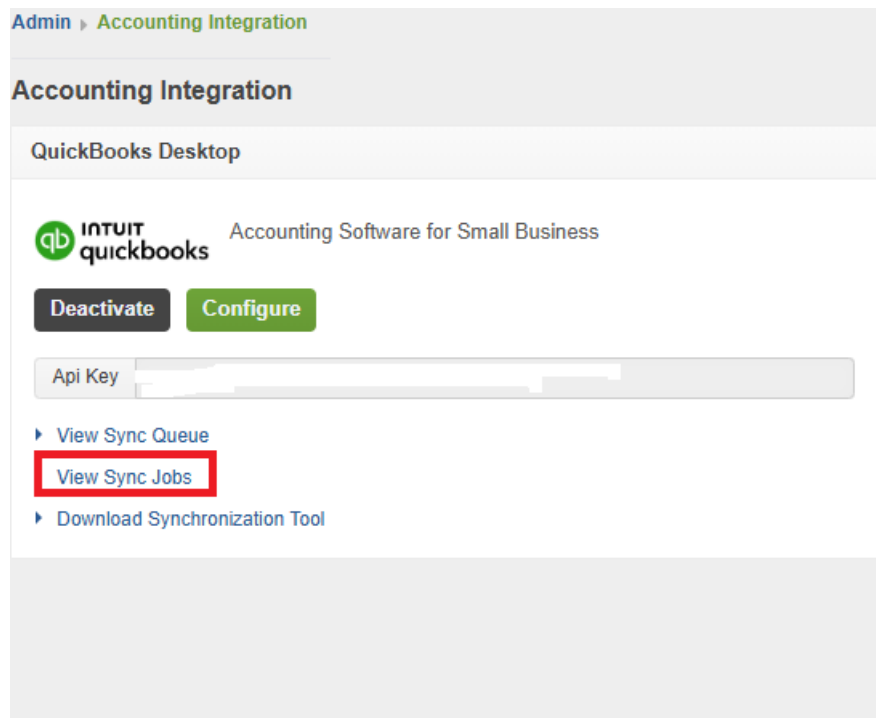 Admin Accounting Integration
Accounting Integration
QuickBooks Desktop
qb INTUIT quickbooks
Accounting Software for Small Business
Deactivate Configure
Api Key
View Sync Queue
View Sync Jobs
Download Synchronization Tool